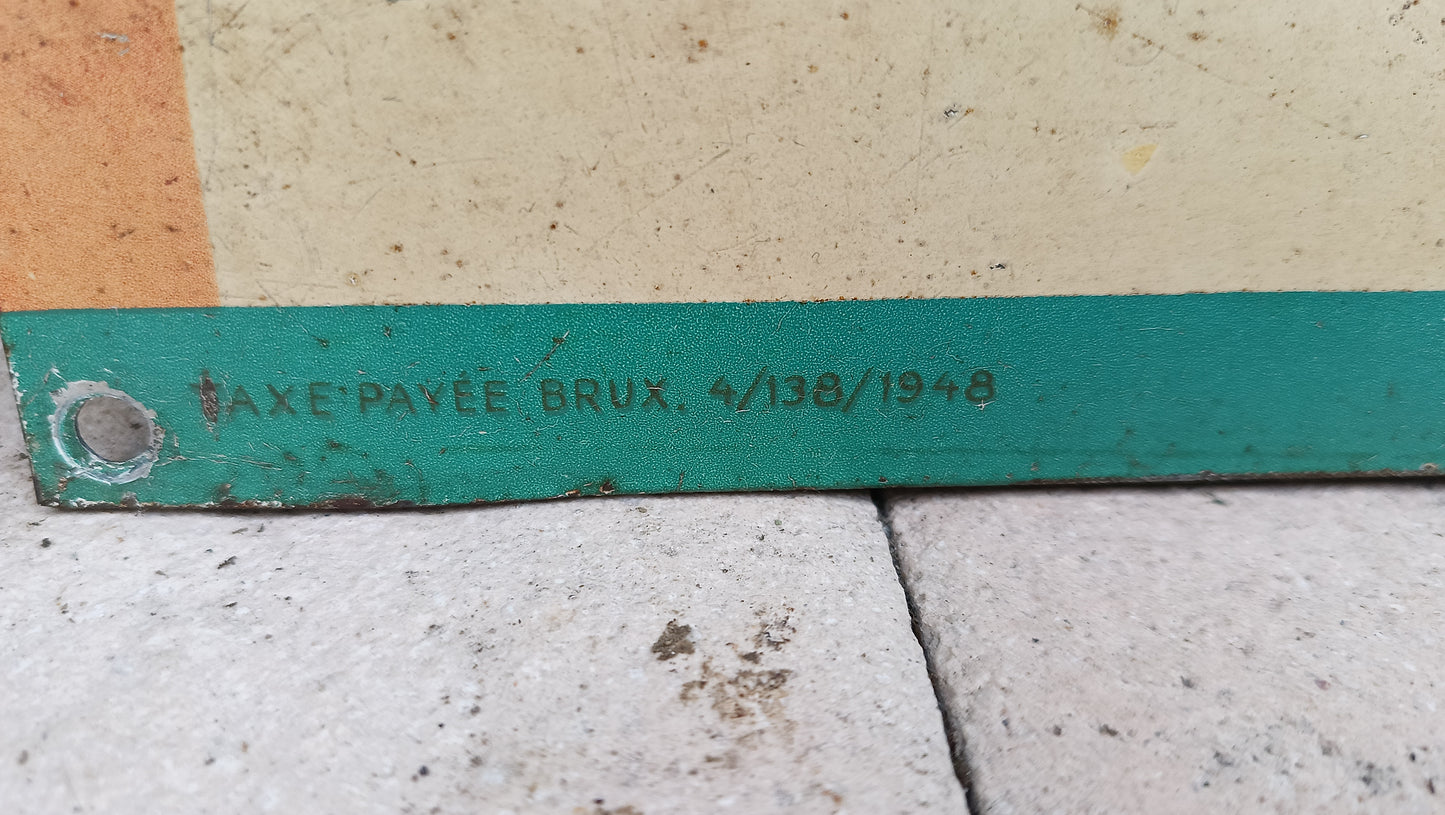 TAXE PAYÉE BRUX. 4/138/1948